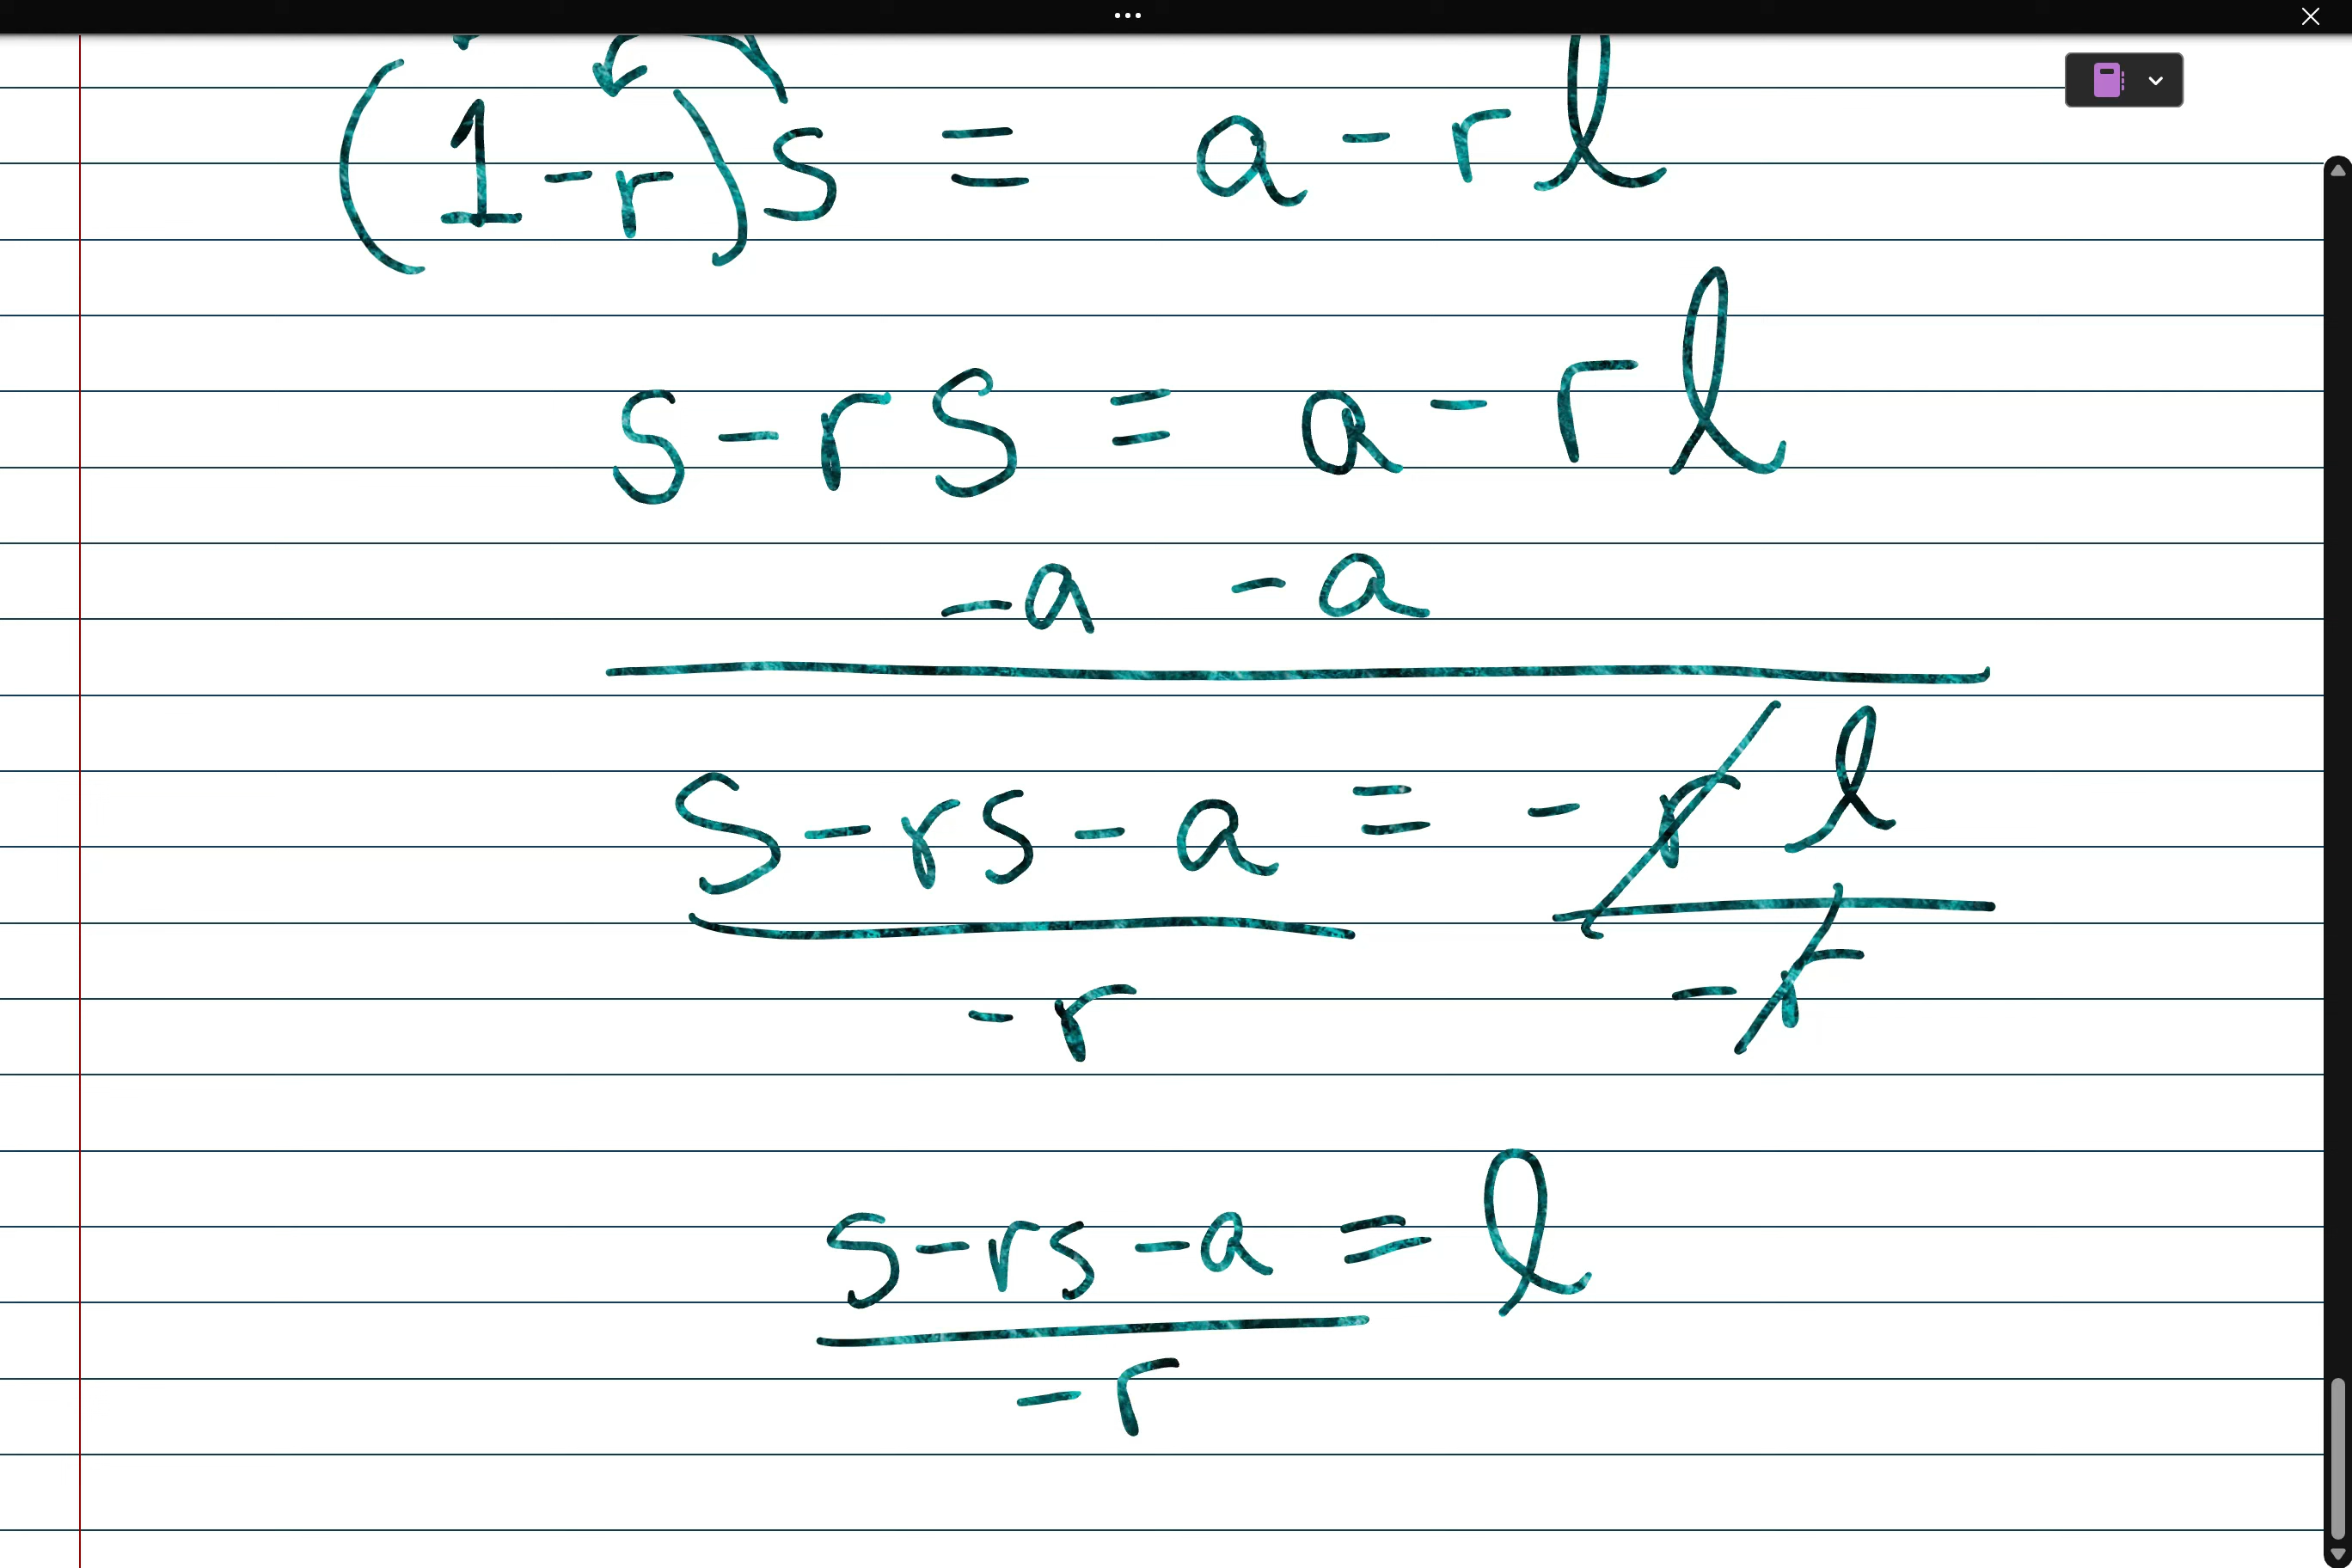 (1-r)s = a-rl
s-rs = a-rl
-a -a
s-rs-a = -rl
-r -r
s-rs-a = l
-r